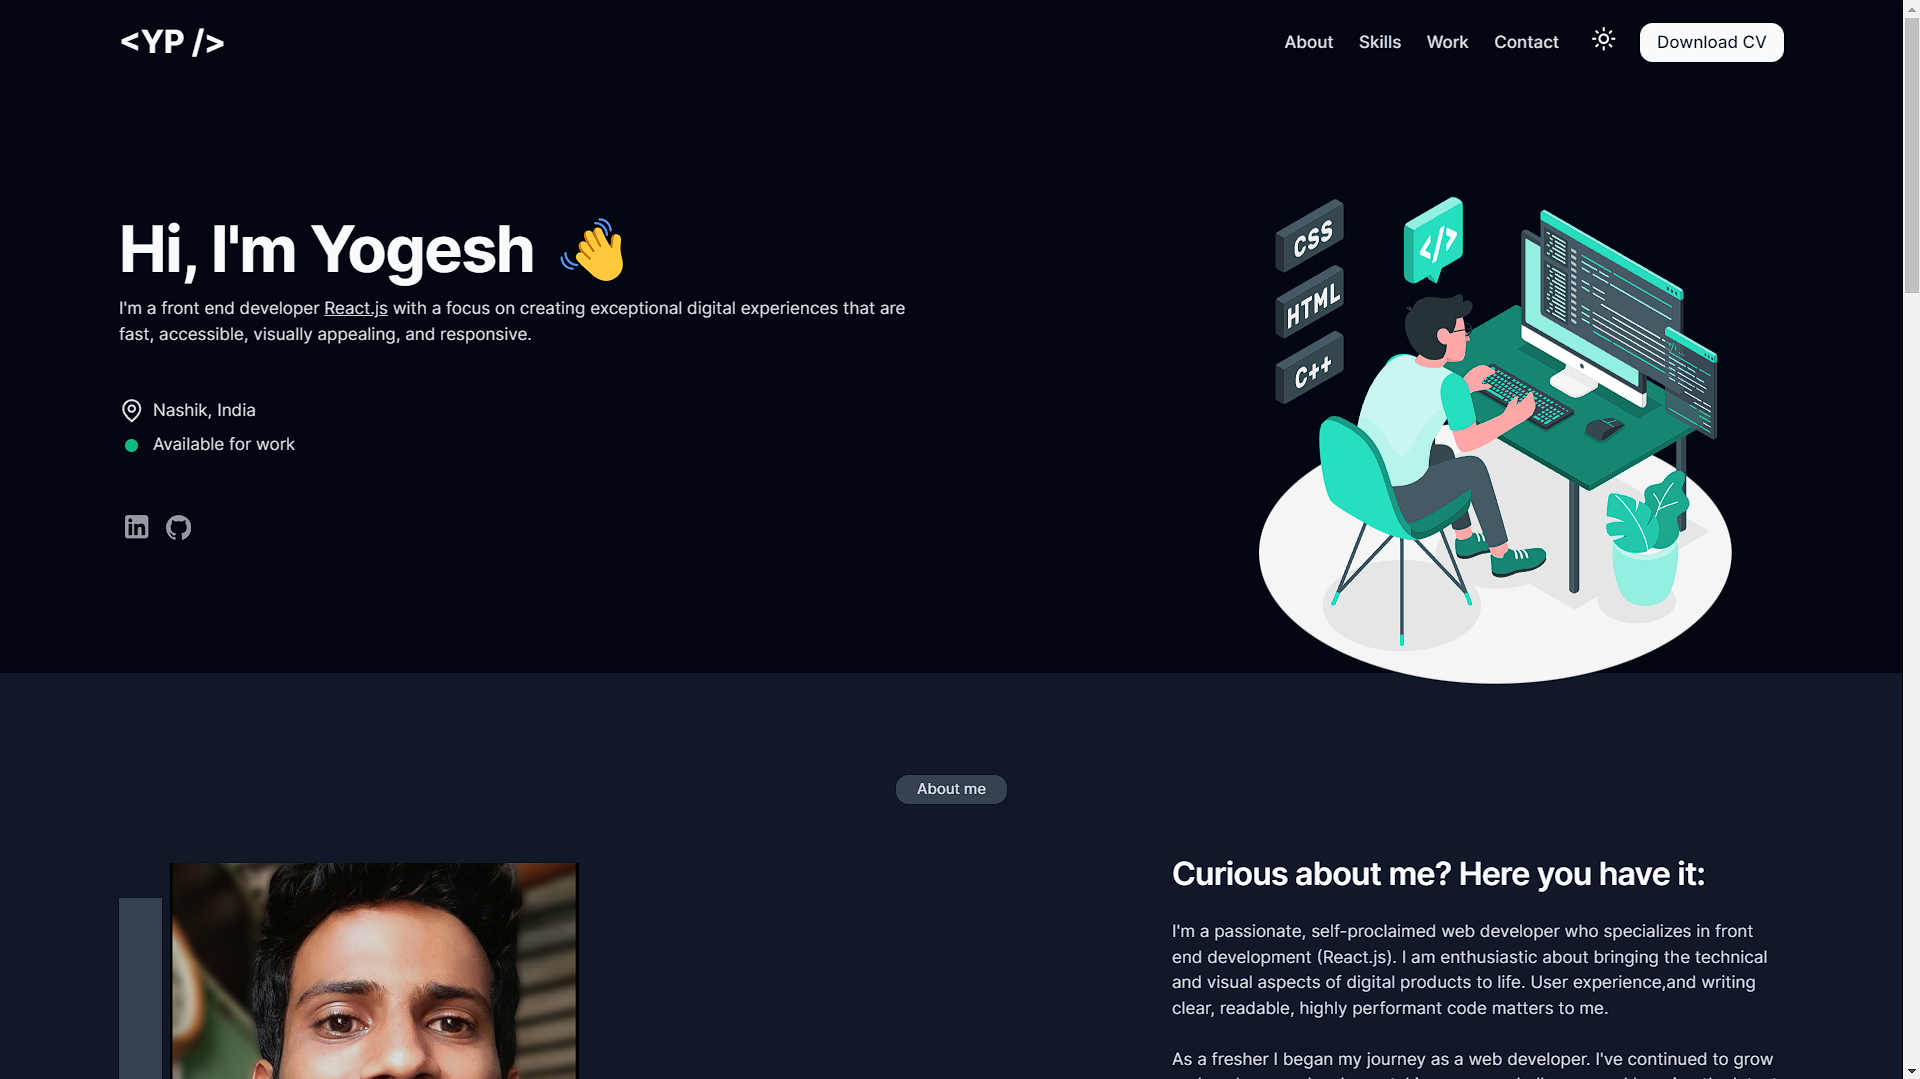 <YP />
About Skills Work Contact Download CV
Hi, I'm Yogesh
I'm a front end developer React.js with a focus on creating exceptional digital experiences that are
fast, accessible, visually appealing, and responsive.
Nashik, India
Available for work
CSS
</>
HTML
C++
About me
Curious about me? Here you have it:
I'm a passionate, self-proclaimed web developer who specializes in front
end development (React.js). I am enthusiastic about bringing the technical
and visual aspects of digital products to life. User experience,and writing
clear, readable, highly performant code matters to me.
As a fresher I began my journey as a web developer. I've continued to grow